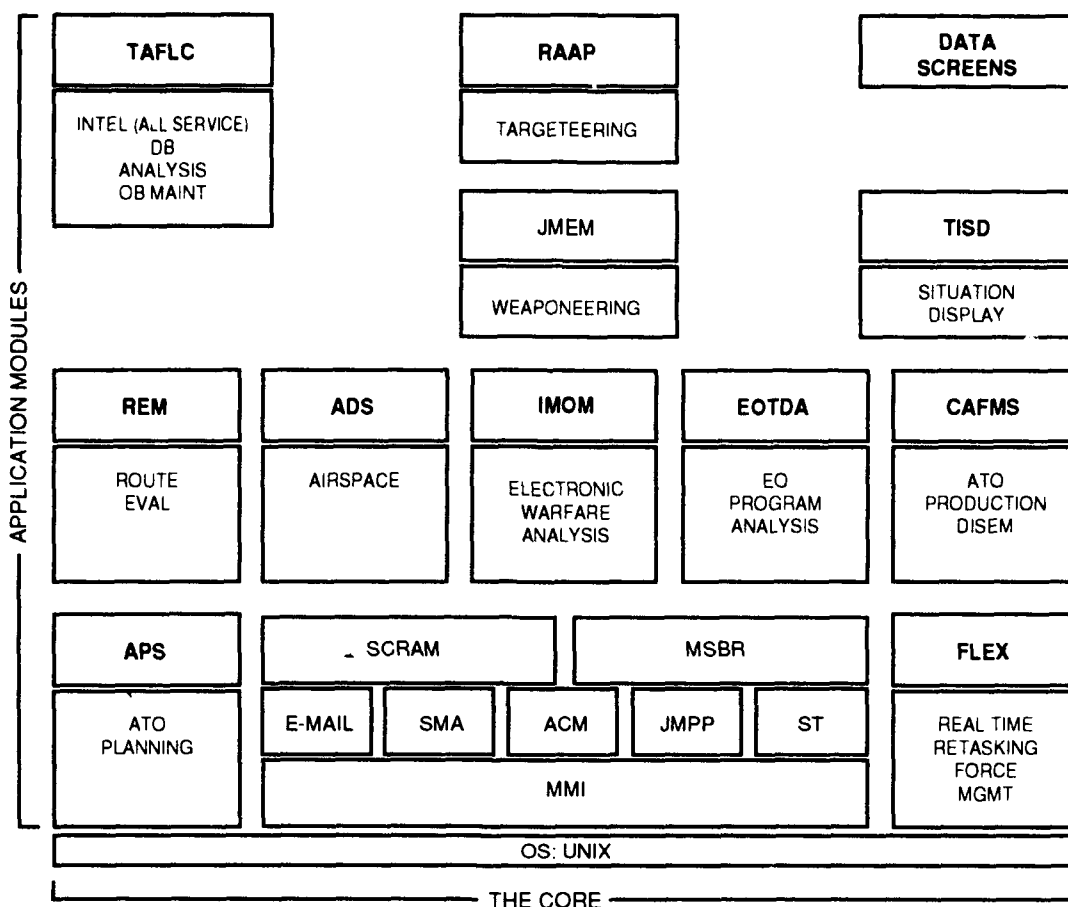 TAFLC
INTEL (ALL SERVICE)
DB
ANALYSIS
OB MAINT
RAAP
TARGETEERING
DATA
SCREENS
JMEM
WEAPONEERING
TISD
SITUATION
DISPLAY
APPLICATION MODULES
REM
ROUTE
EVAL
ADS
AIRSPACE
IMOM
ELECTRONIC
WARFARE
ANALYSIS
EOTDA
EO
PROGRAM
ANALYSIS
CAFMS
ATO
PRODUCTION
DISEM
APS
ATO
PLANNING
SCRAM
MSBR
E-MAIL
SMA
ACM
JMPP
ST
MMI
FLEX
REAL TIME
RETASKING
FORCE
MGMT
OS: UNIX
THE CORE